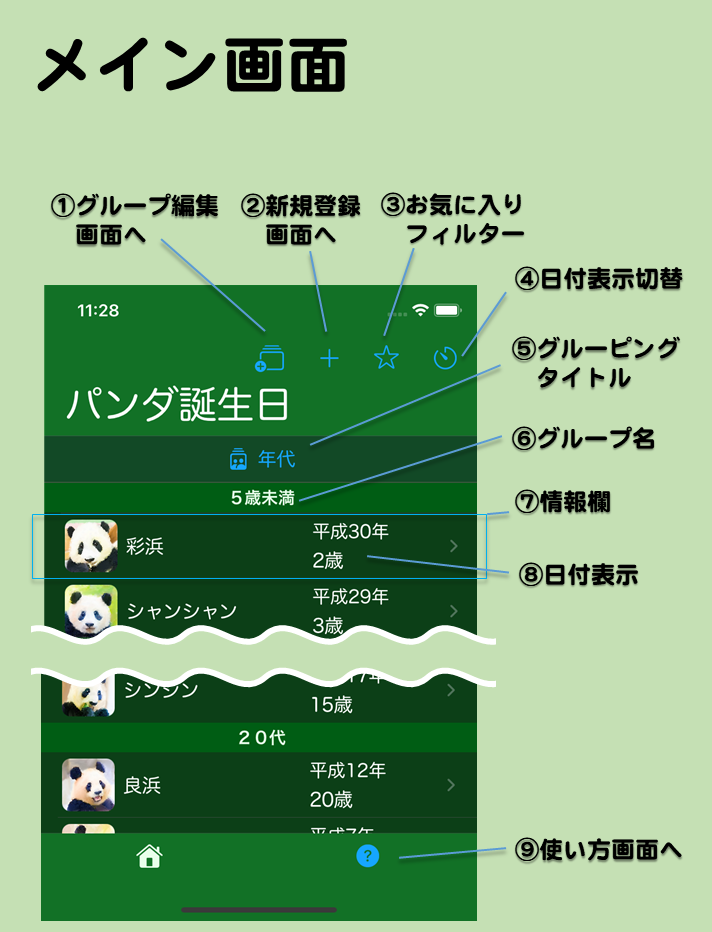 メイン画面
①グループ編集
画面へ
②新規登録
画面へ
③お気に入り
フィルター
④日付表示切替
11:28
⑤グルーピング
タイトル
パンダ誕生日
⑥グループ名
年代
5歳未満
⑦情報欄
平成30年
彩浜
2歳
⑧日付表示
平成29年
シャンシャン
3歳
シンシン
15歳
20代
平成12年
良浜
20歳
⑨使い方画面へ
?